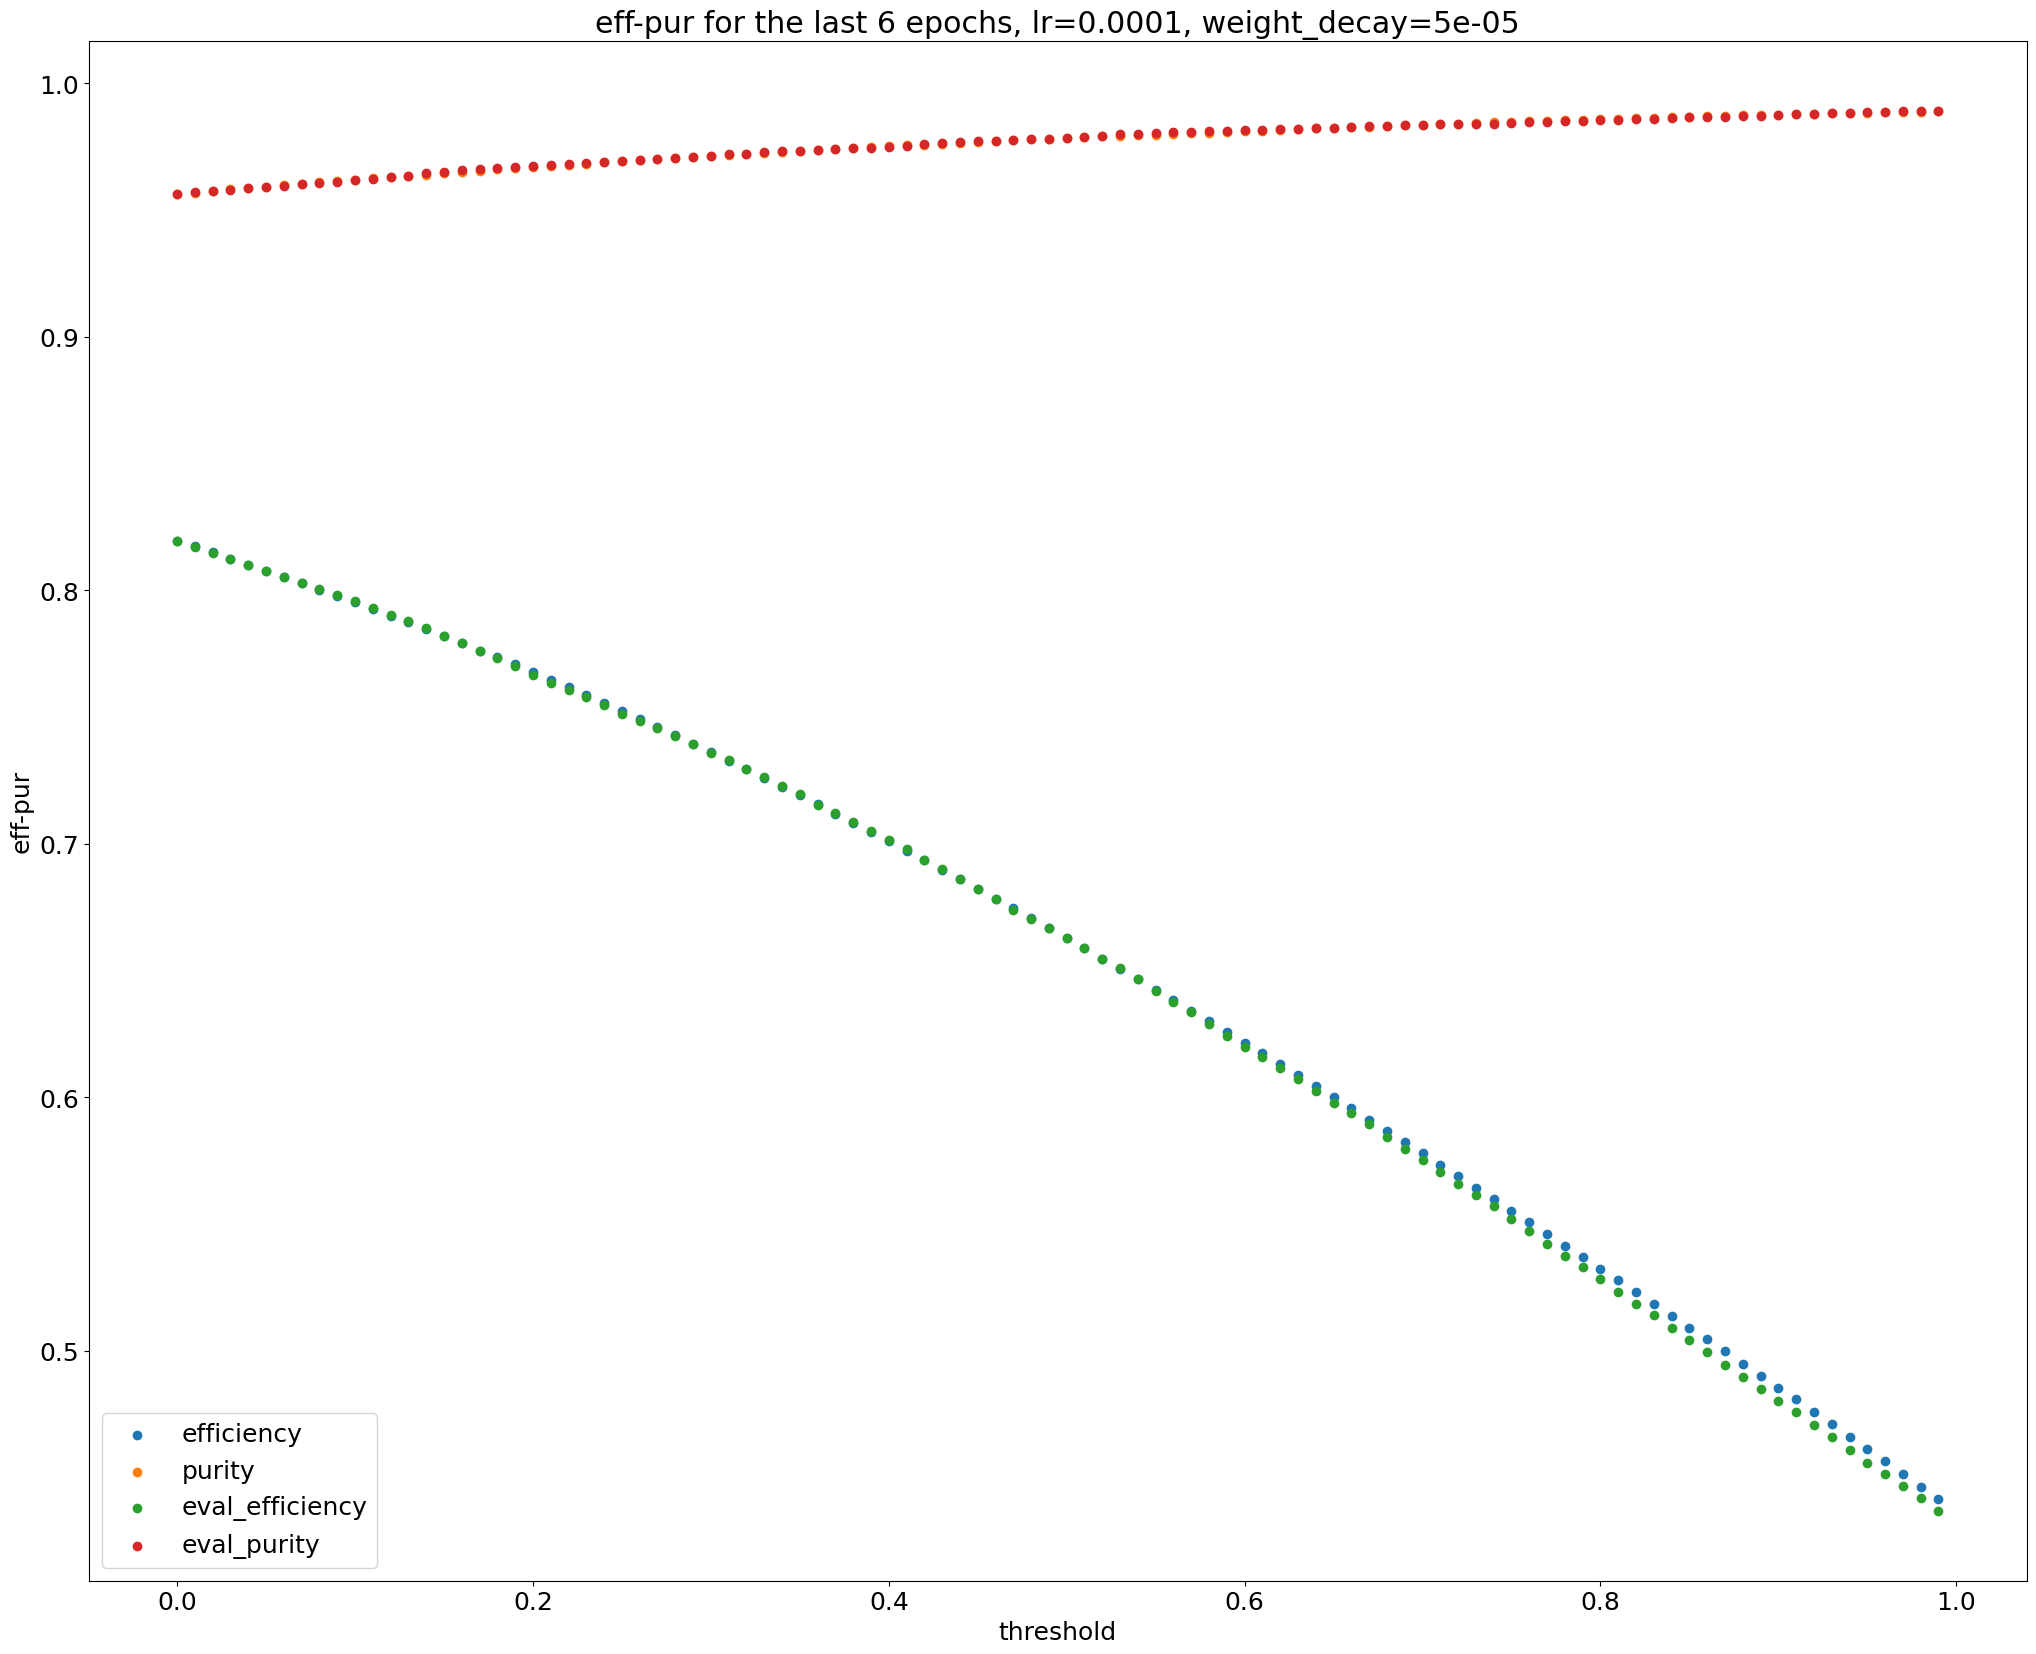 eff-pur for the last 6 epochs, lr=0.0001, weight_decay=5e-05
1.0
0.9
0.8
0.7
0.6
0.5
eff-pur
efficiency
purity
eval_efficiency
eval_purity
0.0 0.2 0.4 0.6 0.8 1.0
threshold